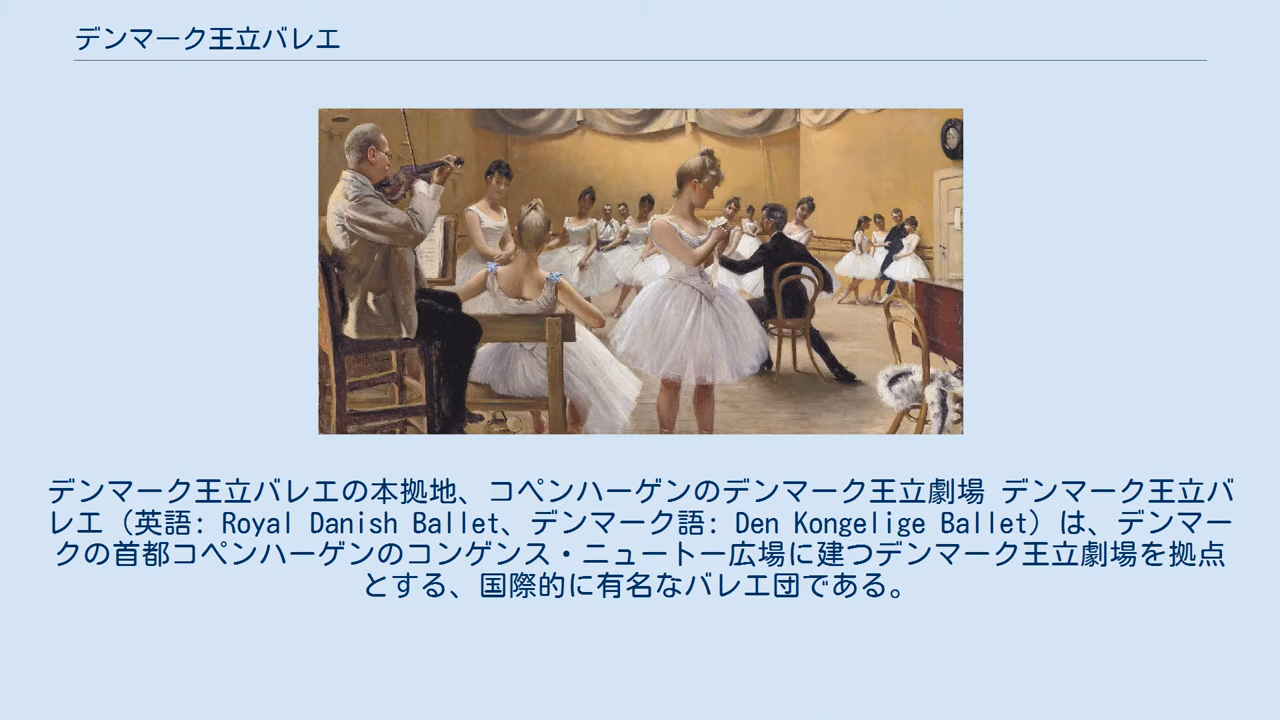 デンマーク王立バレエ
デンマーク王立バレエの本拠地、コペンハーゲンのデンマーク王立劇場 デンマーク王立バ
レエ（英語: Royal Danish Ballet、デンマーク語: Den Kongelige Ballet）は、デンマー
クの首都コペンハーゲンのコンゲンス・ニュートー広場に建つデンマーク王立劇場を拠点
とする、国際的に有名なバレエ団である。